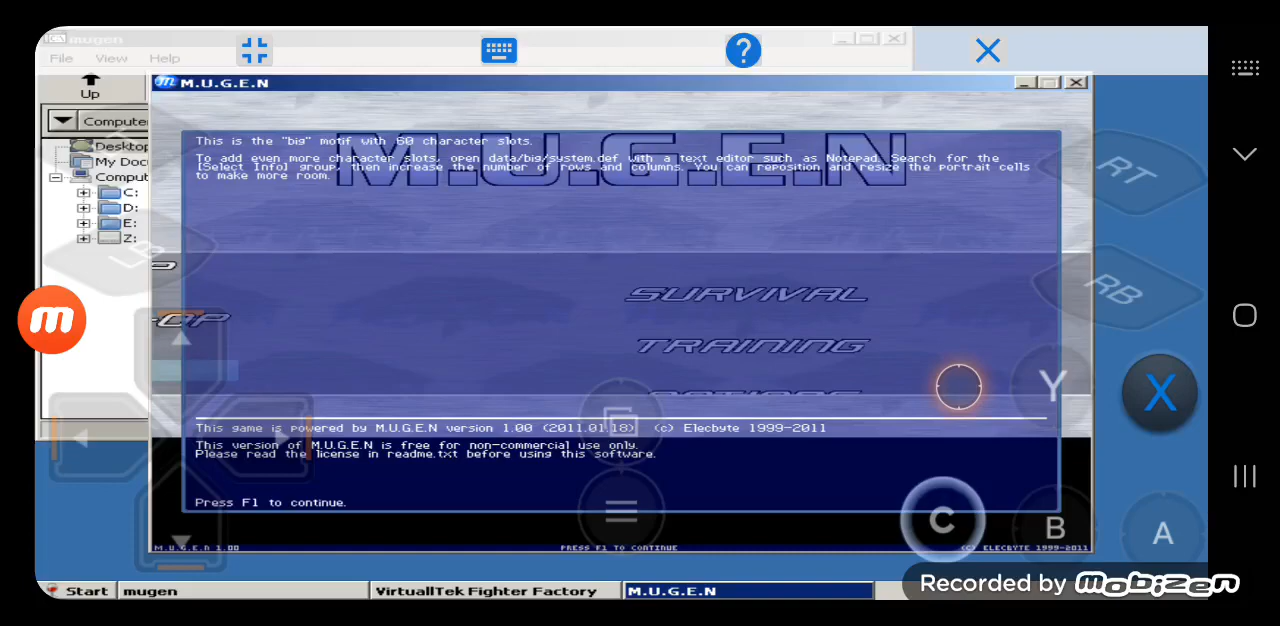 mugen
File View Help
Up
M.U.G.E.N
Compute
Desktop
My Doc
Comput
C:
D:
E:
Z:
This is the "big" motif with 60 character slots.
To add even more character slots, open data/big/system.def with a text editor such as Notepad. Search for the
[Select Info] group, then increase the number of rows and columns. You can reposition and resize the portrait cells
to make more room.
M.U.G.E.N
RT
LB
RB
SURVIVAL
TRAINING
OPTIONS
Y
X
This game is powered by M.U.G.E.N version 1.00 (2011.01.18) (c) Elecbyte 1999-2011
This version of M.U.G.E.N is free for non-commercial use only.
Please read the license in readme.txt before using this software.
Press F1 to continue.
C
B
A
M.U.G.E.N 1.00
PRESS F1 TO CONTINUE
(C) ELECBYTE 1999-2011
Start
mugen
VirtuallTek Fighter Factory
M.U.G.E.N
Recorded by Mobizen